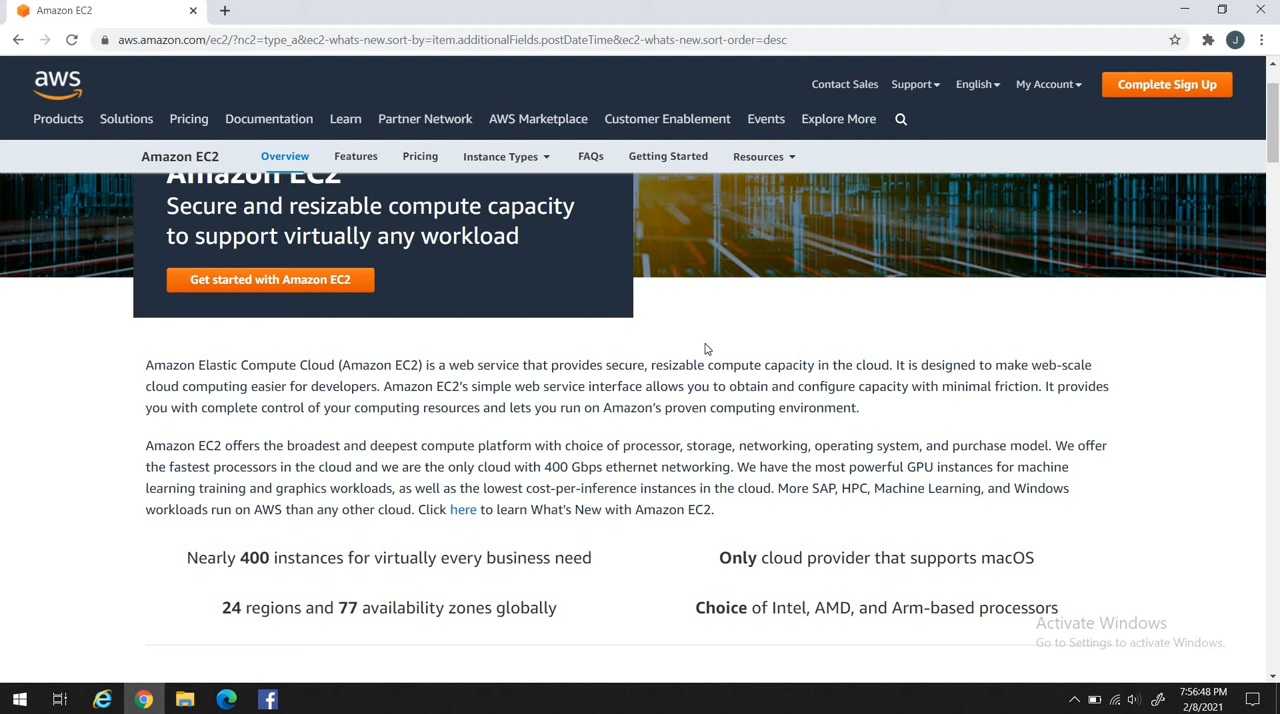 Amazon EC2
aws.amazon.com/ec2/?nc2=type_a&ec2-whats-new.sort-by=item.additionalFields.postDateTime&ec2-whats-new.sort-order=desc
J
aws
Contact Sales Support English My Account Complete Sign Up
Products Solutions Pricing Documentation Learn Partner Network AWS Marketplace Customer Enablement Events Explore More
Amazon EC2 Overview Features Pricing Instance Types FAQs Getting Started Resources
Amazon EC2
Secure and resizable compute capacity
to support virtually any workload
Get started with Amazon EC2
Amazon Elastic Compute Cloud (Amazon EC2) is a web service that provides secure, resizable compute capacity in the cloud. It is designed to make web-scale
cloud computing easier for developers. Amazon EC2’s simple web service interface allows you to obtain and configure capacity with minimal friction. It provides
you with complete control of your computing resources and lets you run on Amazon’s proven computing environment.
Amazon EC2 offers the broadest and deepest compute platform with choice of processor, storage, networking, operating system, and purchase model. We offer
the fastest processors in the cloud and we are the only cloud with 400 Gbps ethernet networking. We have the most powerful GPU instances for machine
learning training and graphics workloads, as well as the lowest cost-per-inference instances in the cloud. More SAP, HPC, Machine Learning, and Windows
workloads run on AWS than any other cloud. Click here to learn What's New with Amazon EC2.
Nearly 400 instances for virtually every business need
Only cloud provider that supports macOS
24 regions and 77 availability zones globally
Choice of Intel, AMD, and Arm-based processors
Activate Windows
Go to Settings to activate Windows.
7:56:48 PM
2/8/2021